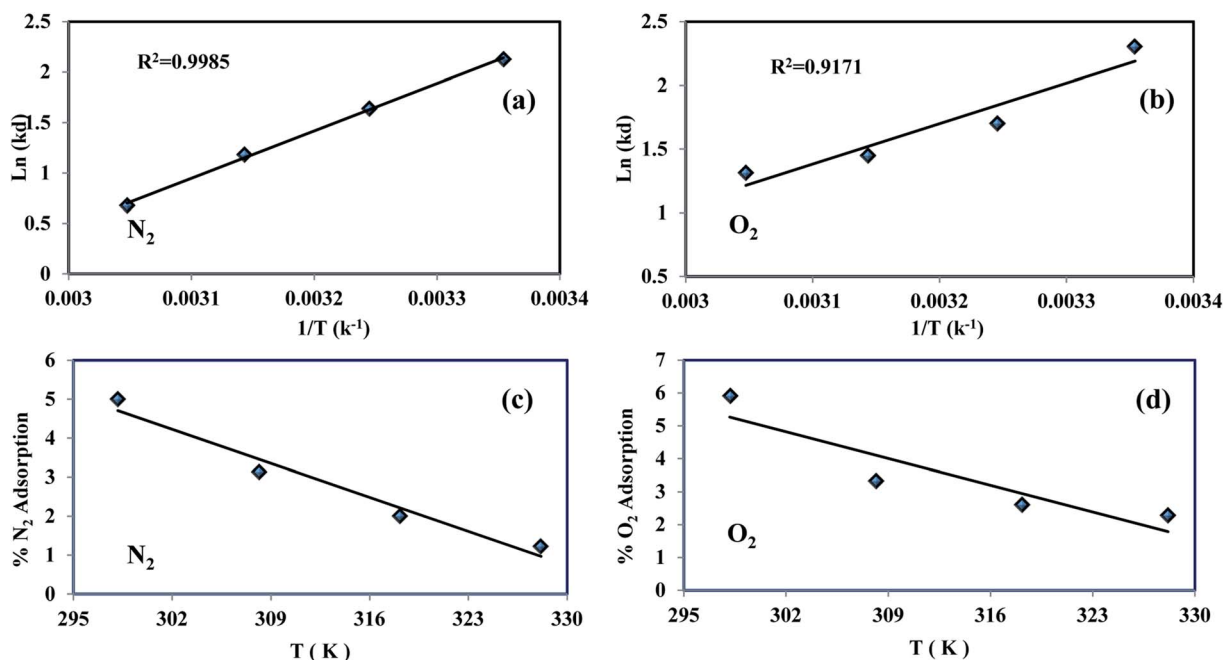 2.5
2
1.5
1
0.5
0
R²=0.9985
(a)
N₂
Ln (kd)
0.003 0.0031 0.0032 0.0033 0.0034
1/T (k⁻¹)
2.5
2
1.5
1
0.5
R²=0.9171
(b)
O₂
Ln (kd)
0.003 0.0031 0.0032 0.0033 0.0034
1/T (k⁻¹)
6
5
4
3
2
1
0
(c)
N₂
% N₂ Adsorption
295 302 309 316 323 330
T ( K )
7
6
5
4
3
2
1
0
(d)
O₂
% O₂ Adsorption
295 302 309 316 323 330
T ( K )